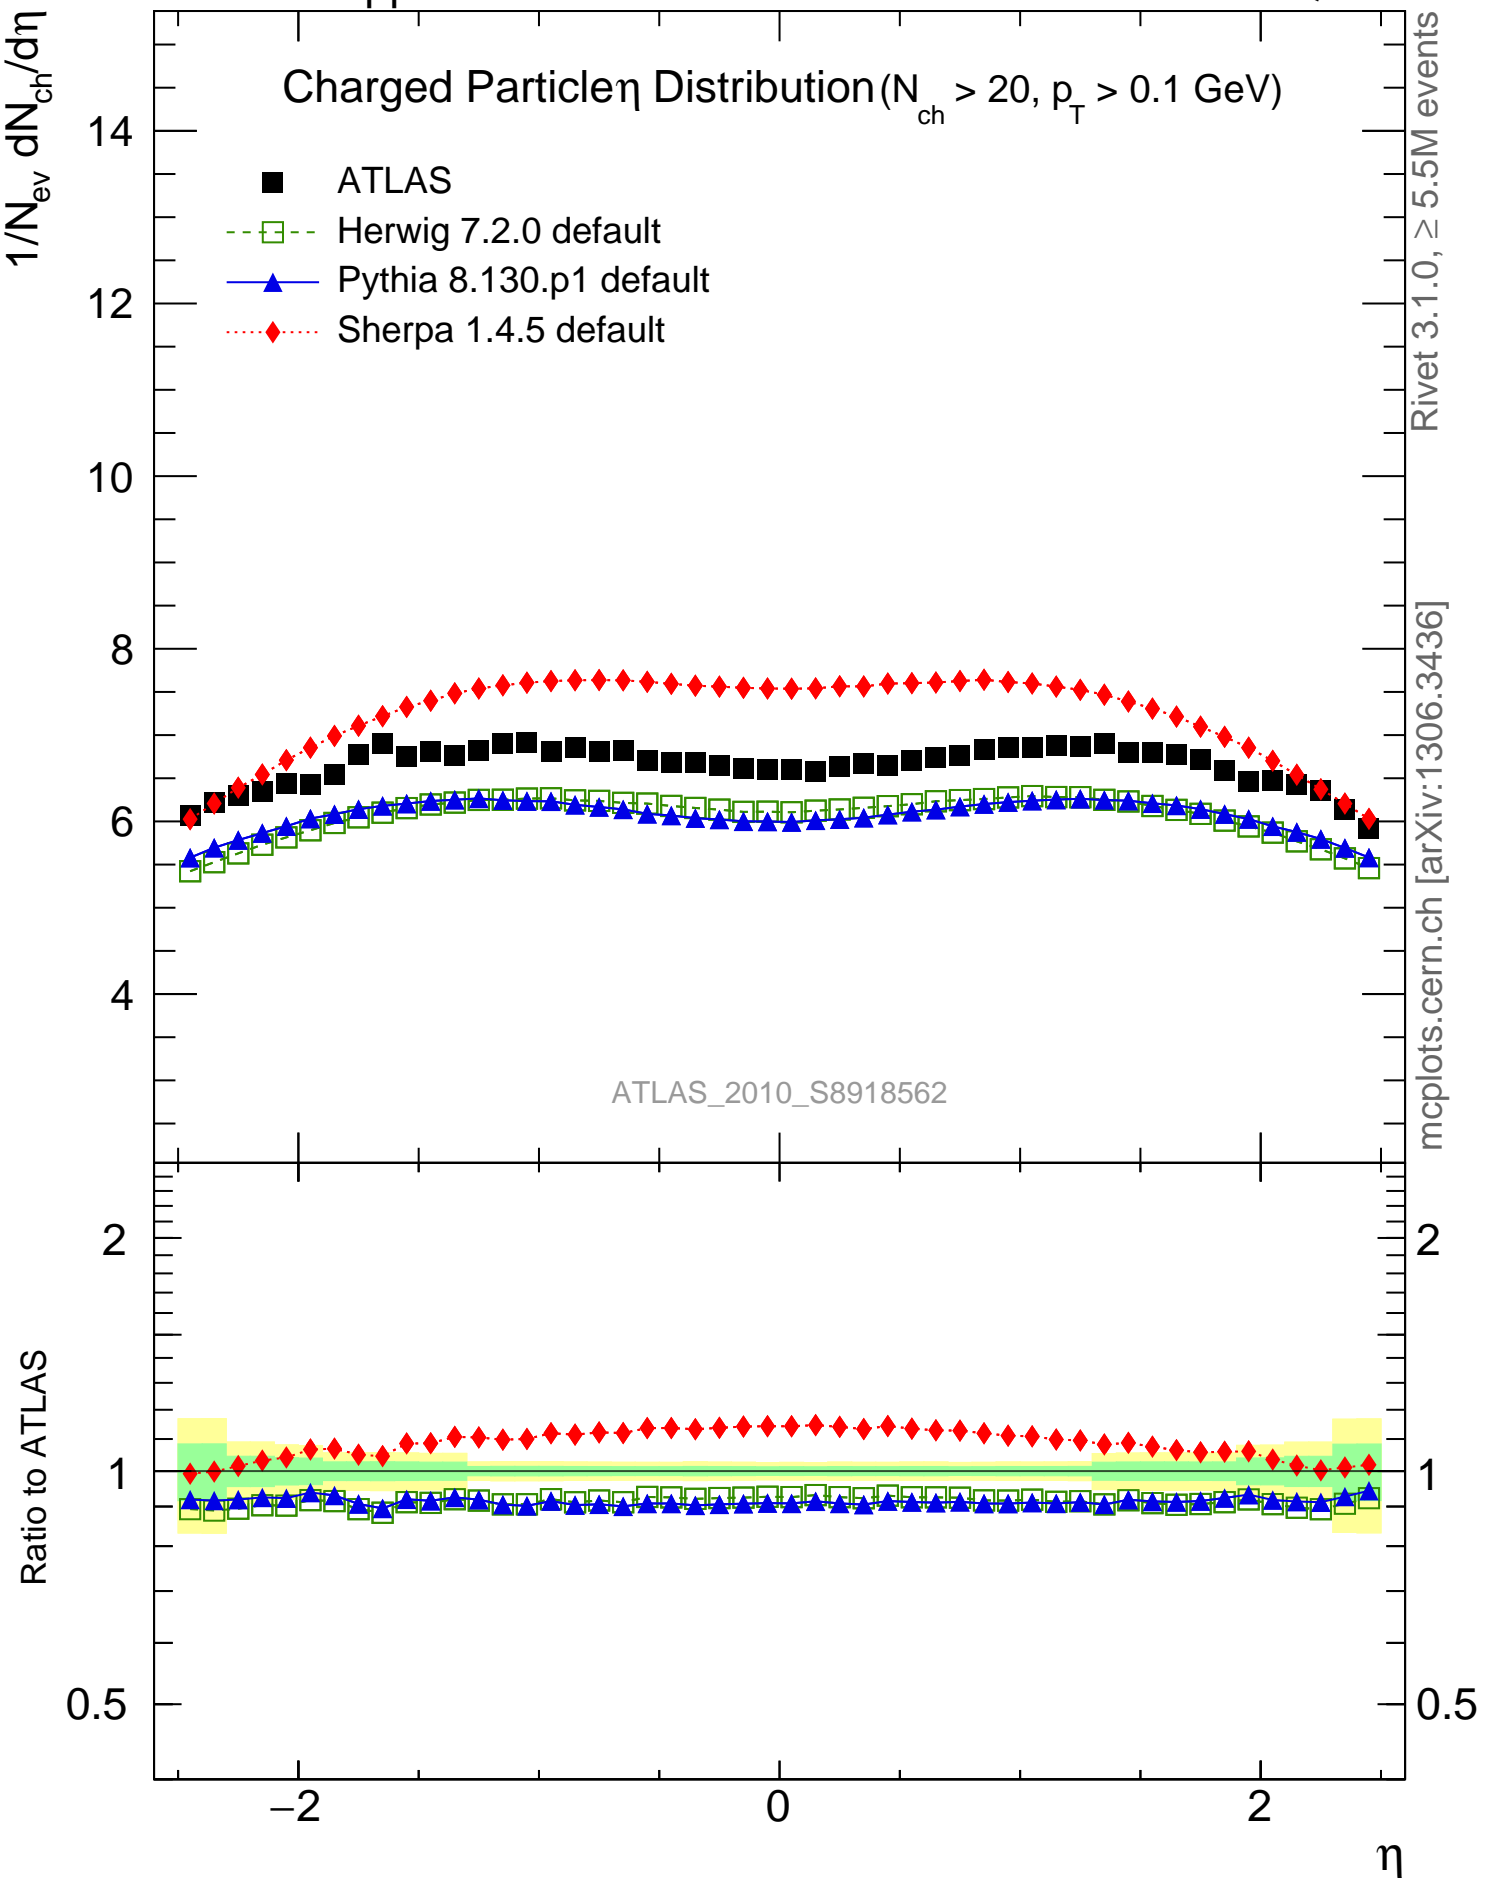 pp
1/N_ev dN_ch/dη
Charged Particleη Distribution (N_ch > 20, p_T > 0.1 GeV)
ATLAS
Herwig 7.2.0 default
Pythia 8.130.p1 default
Sherpa 1.4.5 default
14
12
10
8
6
4
ATLAS_2010_S8918562
Rivet 3.1.0, ≥ 5.5M events
mcplots.cern.ch [arXiv:1306.3436]
Ratio to ATLAS
2
1
0.5
2
1
0.5
−2
0
2
η